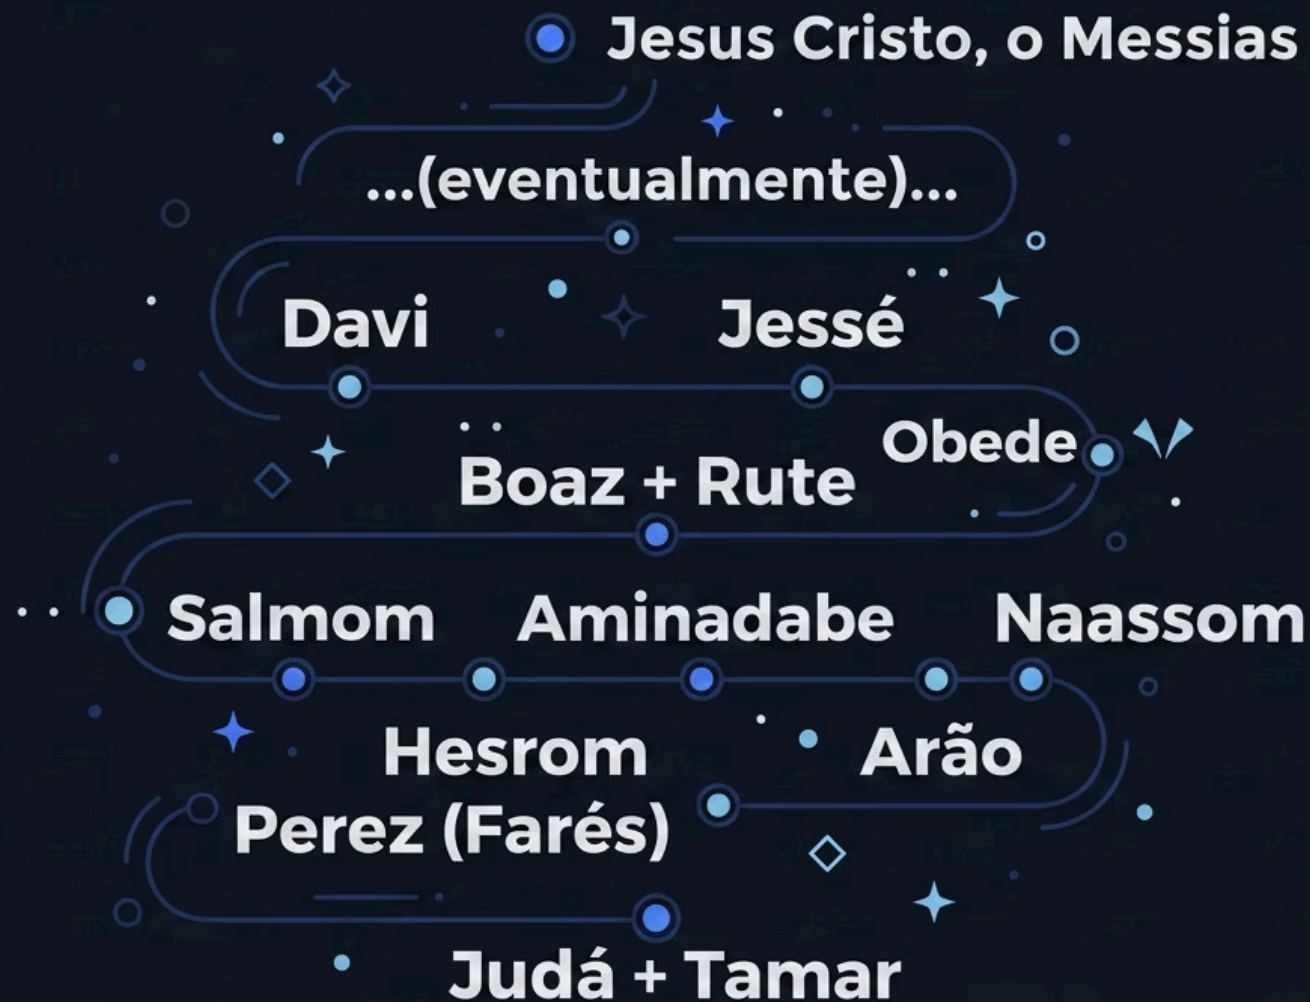 Jesus Cristo, o Messias
...(eventualmente)...
Davi
Jessé
Obede
Boaz + Rute
Salmom
Aminadabe
Naassom
Hesrom
Arão
Perez (Farés)
Judá + Tamar